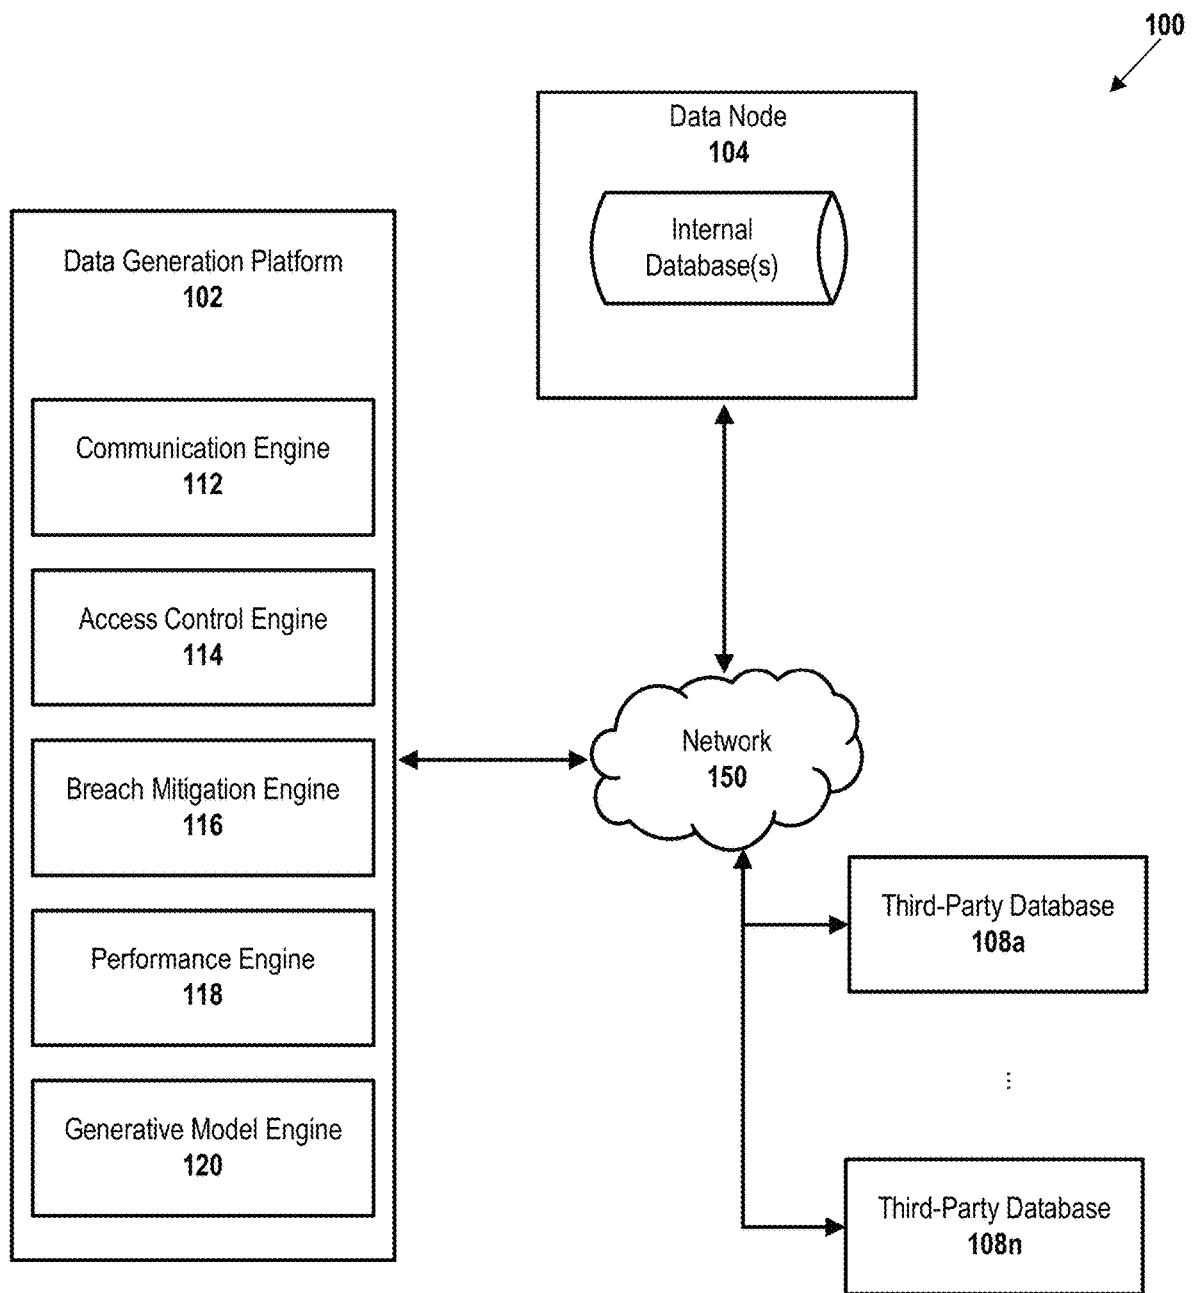 100
Data Node
104
Internal
Database(s)
Data Generation Platform
102
Communication Engine
112
Access Control Engine
114
Breach Mitigation Engine
116
Performance Engine
118
Generative Model Engine
120
Network
150
Third-Party Database
108a
...
Third-Party Database
108n